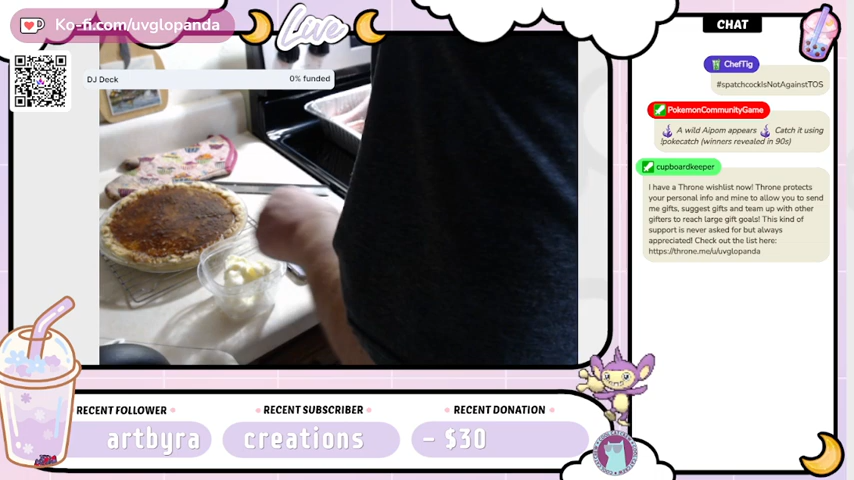 Ko-fi.com/uvglopanda
Live
DJ Deck
0% funded
CHAT
ChefTig
#spatchcockIsNotAgainstTOS
PokemonCommunityGame
A wild Aipom appears Catch it using
!pokecatch (winners revealed in 90s)
cupboardkeeper
I have a Throne wishlist now! Throne protects
your personal info and mine to allow you to send
me gifts, suggest gifts and team up with other
gifters to reach large gift goals! This kind of
support is never asked for but always
appreciated! Check out the list here:
https://throne.me/u/uvglopanda
RECENT FOLLOWER
RECENT SUBSCRIBER
RECENT DONATION
artbyra
creations
- $30